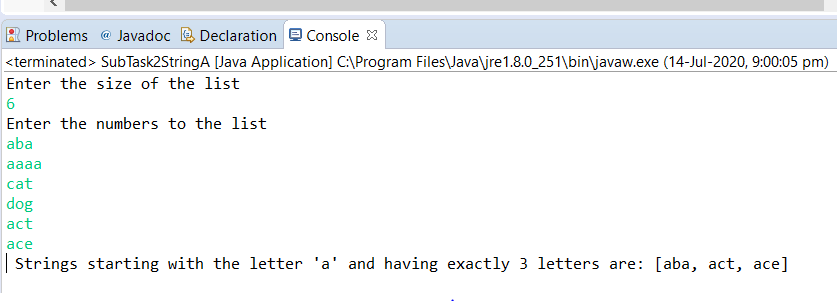 Problems @ Javadoc Declaration Console
<terminated> SubTask2StringA [Java Application] C:\Program Files\Java\jre1.8.0_251\bin\javaw.exe (14-Jul-2020, 9:00:05 pm)
Enter the size of the list
6
Enter the numbers to the list
aba
aaaa
cat
dog
act
ace
Strings starting with the letter 'a' and having exactly 3 letters are: [aba, act, ace]